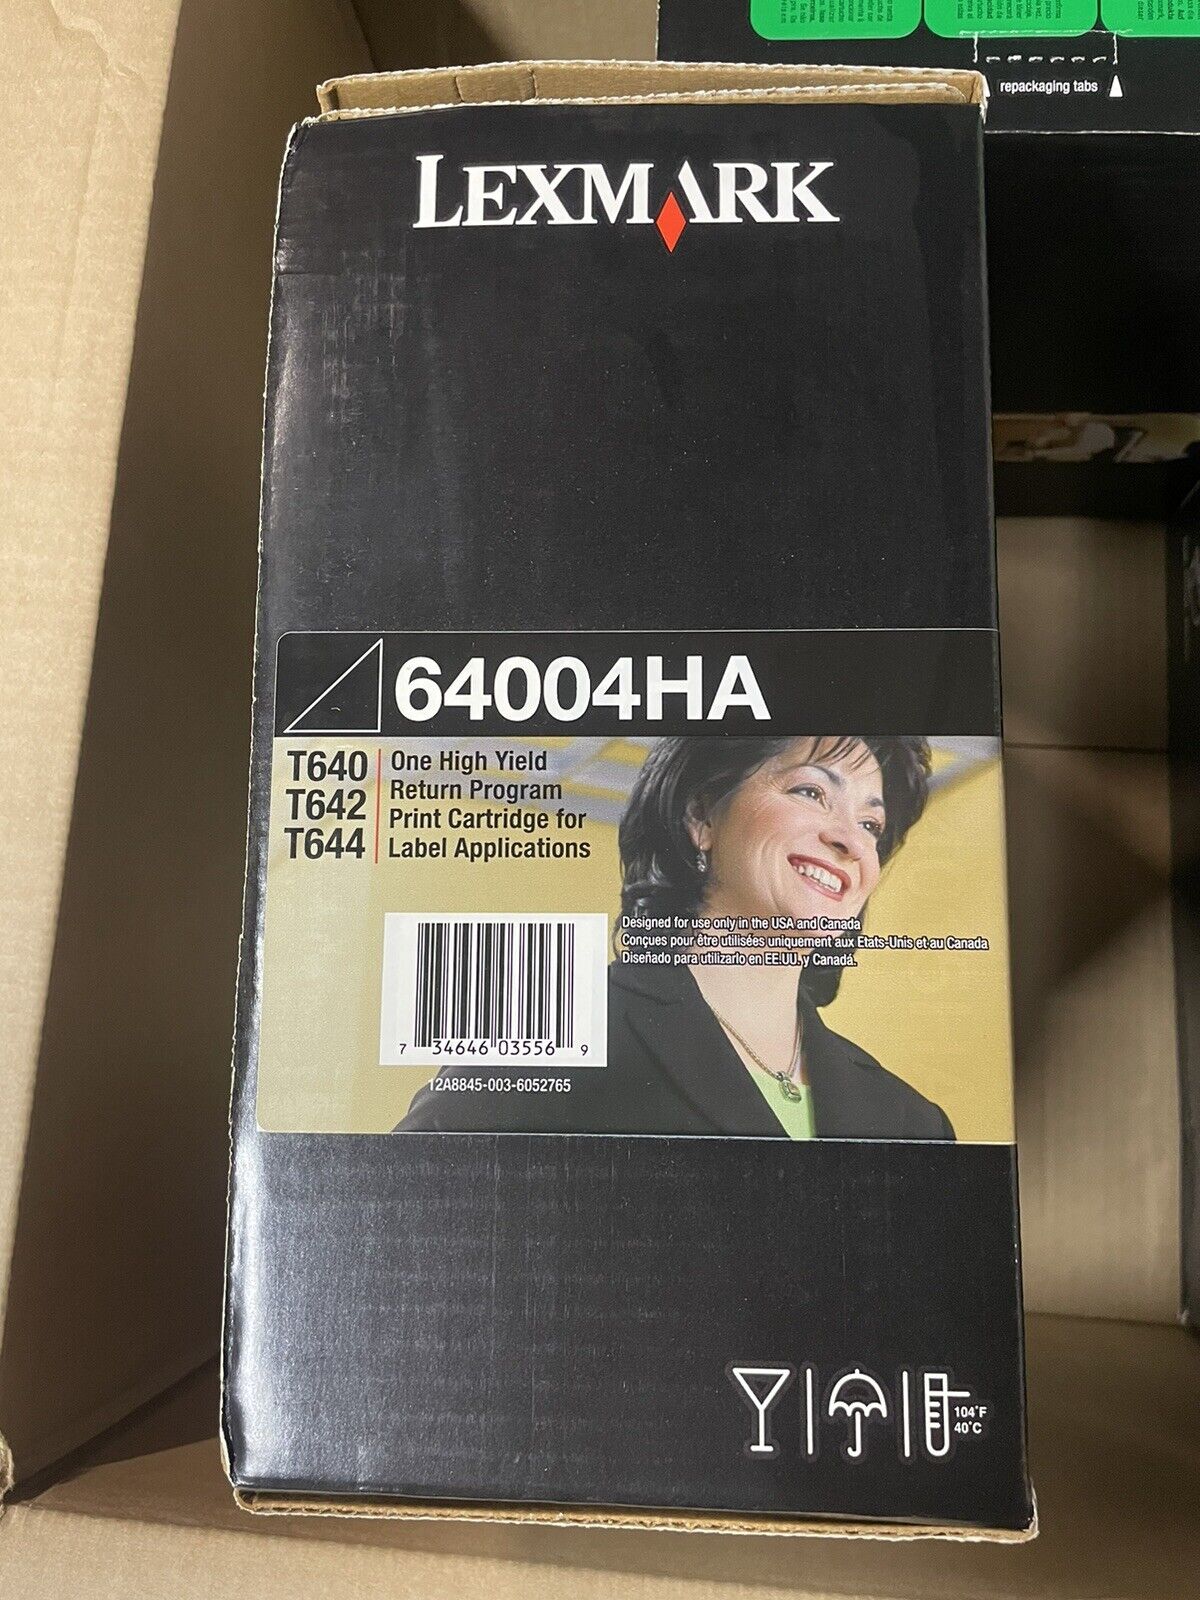 repackaging tabs
LEXMARK
64004HA
T640
T642
T644
One High Yield
Return Program
Print Cartridge for
Label Applications
Designed for use only in the USA and Canada
Conçues pour être utilisées uniquement aux Etats-Unis et au Canada
Diseñado para utilizarlo en EE.UU. y Canadá.
7 34646 03556 9
12A8845-003-6052765
104°F
40°C